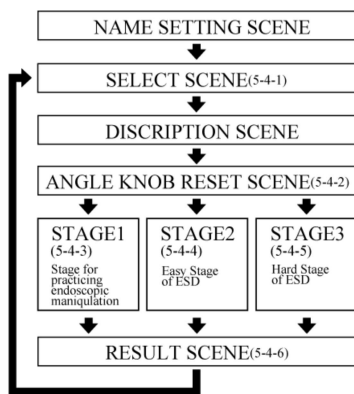 NAME SETTING SCENE
SELECT SCENE(5-4-1)
DISCRIPTION SCENE
ANGLE KNOB RESET SCENE(5-4-2)
STAGE1
(5-4-3)
Stage for
practicing
endoscopic
maniqulation
STAGE2
(5-4-4)
Easy Stage
of ESD
STAGE3
(5-4-5)
Hard Stage
of ESD
RESULT SCENE(5-4-6)